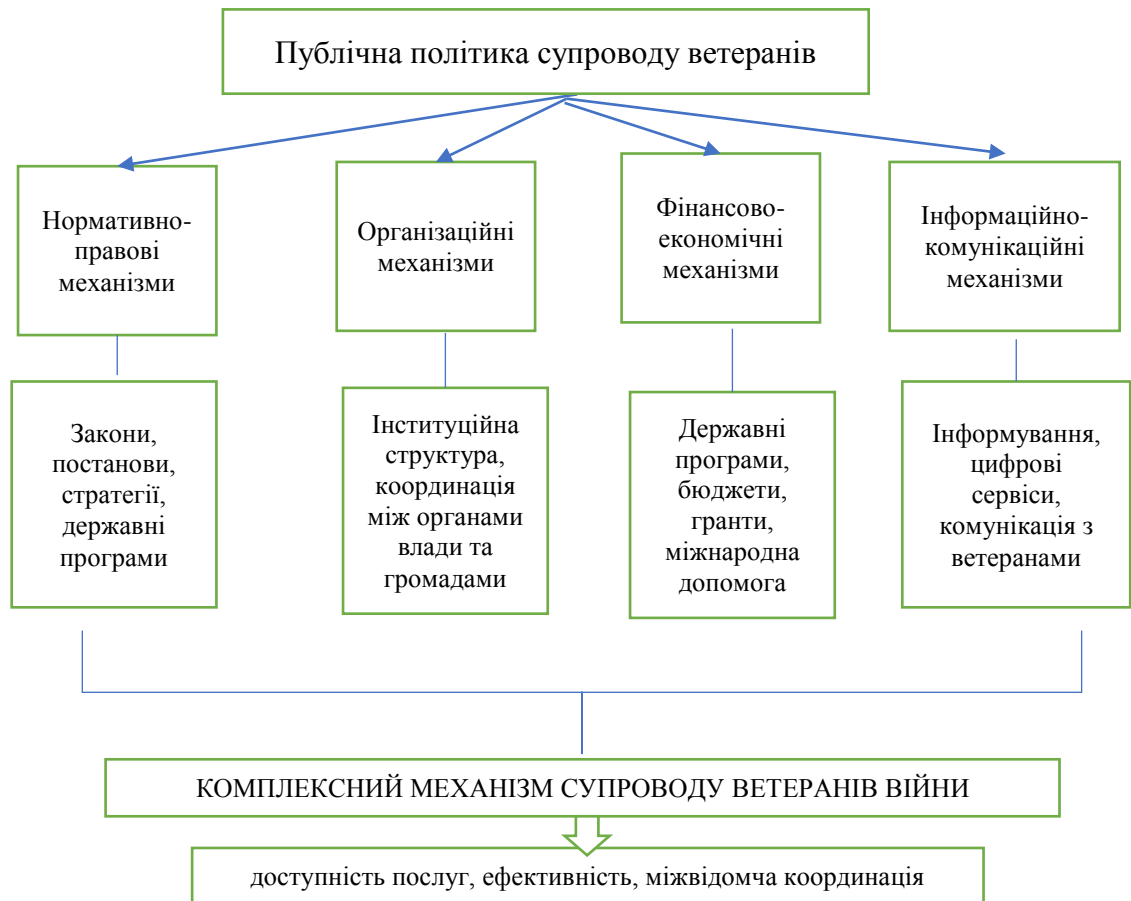 Публічна політика супроводу ветеранів
Нормативно-
правові
механізми
Організаційні
механізми
Фінансово-
економічні
механізми
Інформаційно-
комунікаційні
механізми
Закони,
постанови,
стратегії,
державні
програми
Інституційна
структура,
координація
між органами
влади та
громадами
Державні
програми,
бюджети,
гранти,
міжнародна
допомога
Інформування,
цифрові
сервіси,
комунікація з
ветеранами
КОМПЛЕКСНИЙ МЕХАНІЗМ СУПРОВОДУ ВЕТЕРАНІВ ВІЙНИ
доступність послуг, ефективність, міжвідомча координація